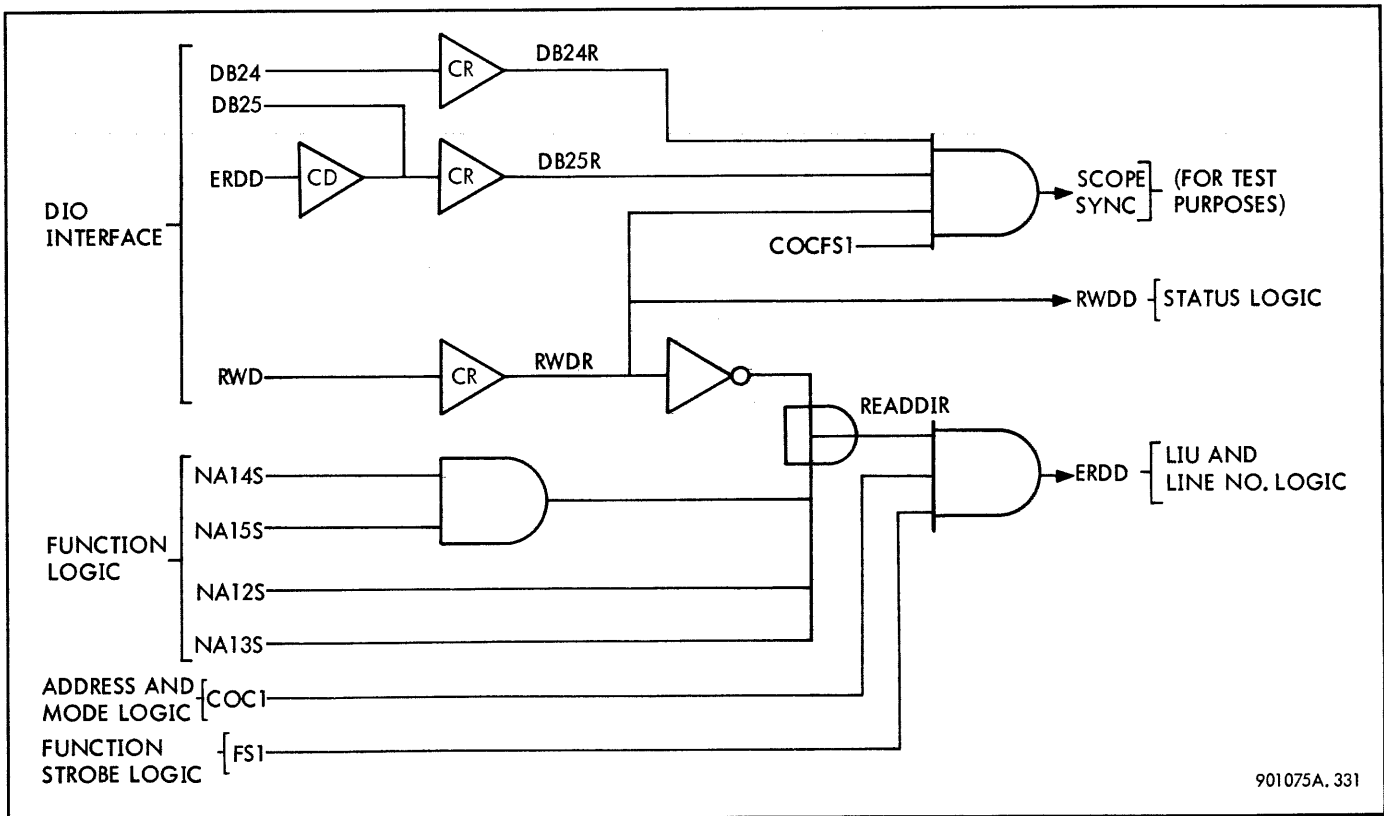 DB24
CR
DB24R
DB25
ERDD
CD
CR
DB25R
DIO
INTERFACE
SCOPE
SYNC
(FOR TEST
PURPOSES)
COCFS1
RWDD
STATUS LOGIC
RWD
CR
RWDR
READDIR
NA14S
NA15S
ERDD
LIU AND
LINE NO. LOGIC
FUNCTION
LOGIC
NA12S
NA13S
ADDRESS AND
MODE LOGIC
COC1
FUNCTION
STROBE LOGIC
FS1
901075A. 331